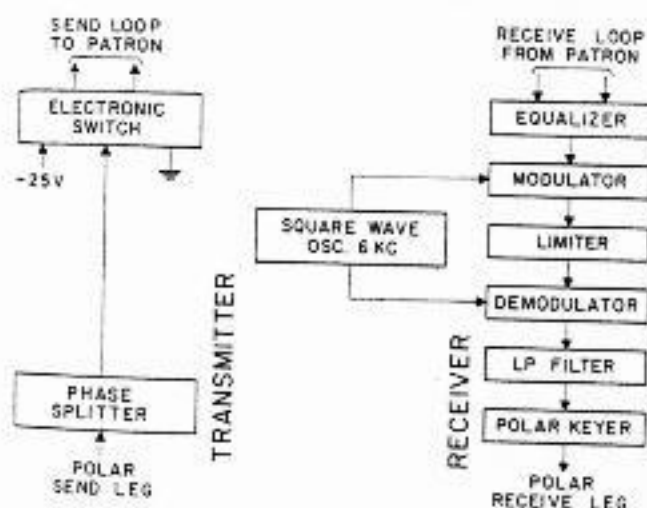 SEND LOOP
TO PATRON
ELECTRONIC
SWITCH
-25V
PHASE
SPLITTER
POLAR
SEND LEG
TRANSMITTER
RECEIVE LOOP
FROM PATRON
EQUALIZER
MODULATOR
SQUARE WAVE
OSC. 6 KC
LIMITER
DEMODULATOR
LP FILTER
POLAR KEYER
POLAR
RECEIVE LEG
RECEIVER